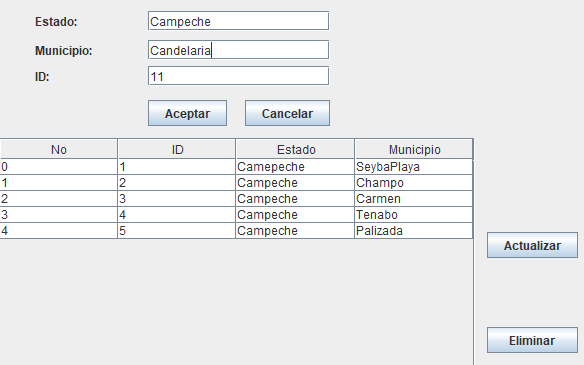 Estado: Campeche
Municipio: Candelaria
ID: 11
Aceptar Cancelar
No ID Estado Municipio
0 1 Camepeche SeybaPlaya
1 2 Campeche Champo
2 3 Campeche Carmen
3 4 Campeche Tenabo
4 5 Campeche Palizada
Actualizar
Eliminar